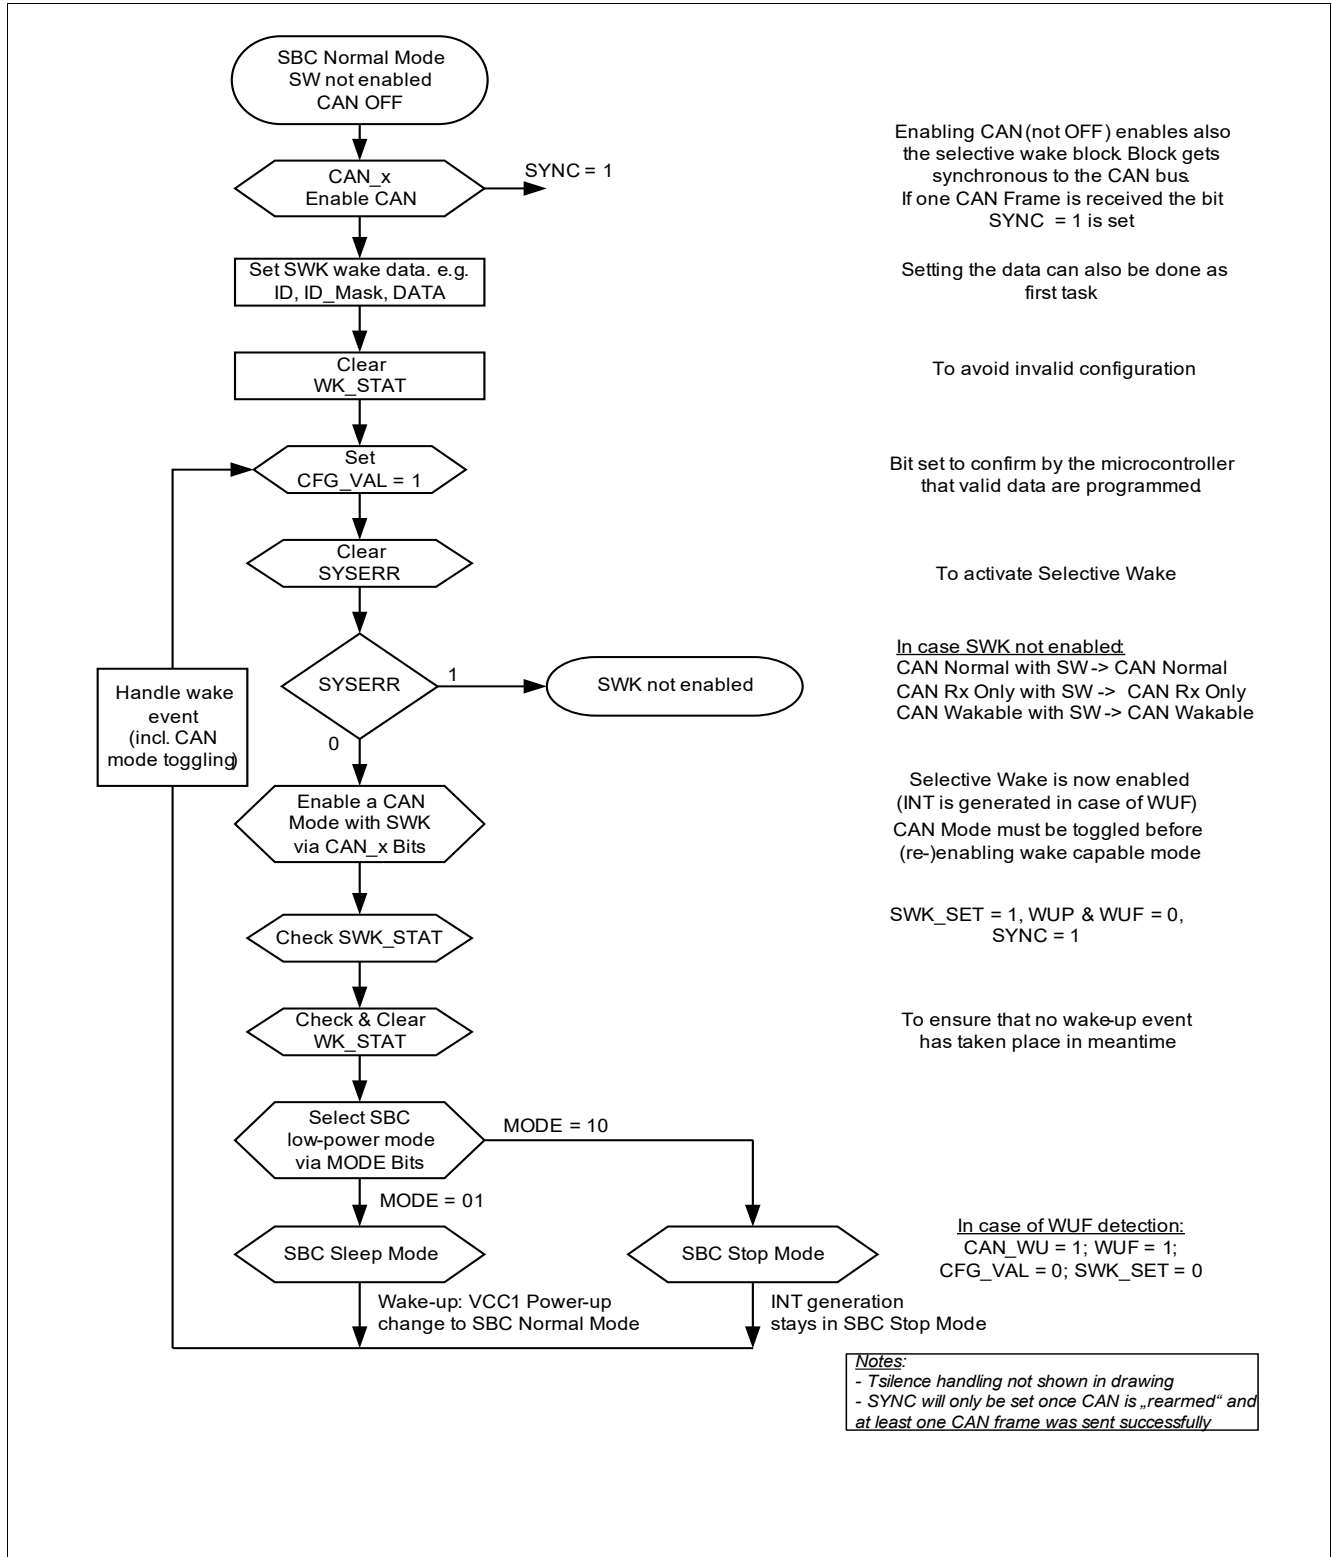 SBC Normal Mode
SW not enabled
CAN OFF
Enabling CAN (not OFF) enables also
the selective wake block. Block gets
synchronous to the CAN bus.
If one CAN Frame is received the bit
SYNC = 1 is set
CAN_x
Enable CAN
SYNC = 1
Set SWK wake data. e.g.
ID, ID_Mask, DATA
Setting the data can also be done as
first task
Clear
WK_STAT
To avoid invalid configuration
Set
CFG_VAL = 1
Bit set to confirm by the microcontroller
that valid data are programmed.
Clear
SYSERR
To activate Selective Wake
SYSERR
1
0
SWK not enabled
In case SWK not enabled:
CAN Normal with SW -> CAN Normal
CAN Rx Only with SW -> CAN Rx Only
CAN Wakable with SW -> CAN Wakable
Handle wake
event
(incl. CAN
mode toggling)
Enable a CAN
Mode with SWK
via CAN_x Bits
Selective Wake is now enabled
(INT is generated in case of WUF)
CAN Mode must be toggled before
(re-)enabling wake capable mode
Check SWK_STAT
SWK_SET = 1, WUP & WUF = 0,
SYNC = 1
Check & Clear
WK_STAT
To ensure that no wake-up event
has taken place in meantime
Select SBC
low-power mode
via MODE Bits
MODE = 10
MODE = 01
SBC Sleep Mode
SBC Stop Mode
In case of WUF detection:
CAN_WU = 1; WUF = 1;
CFG_VAL = 0; SWK_SET = 0
Wake-up: VCC1 Power-up
change to SBC Normal Mode
INT generation
stays in SBC Stop Mode
Notes:
- Tsilence handling not shown in drawing
- SYNC will only be set once CAN is „rearmed“ and
at least one CAN frame was sent successfully